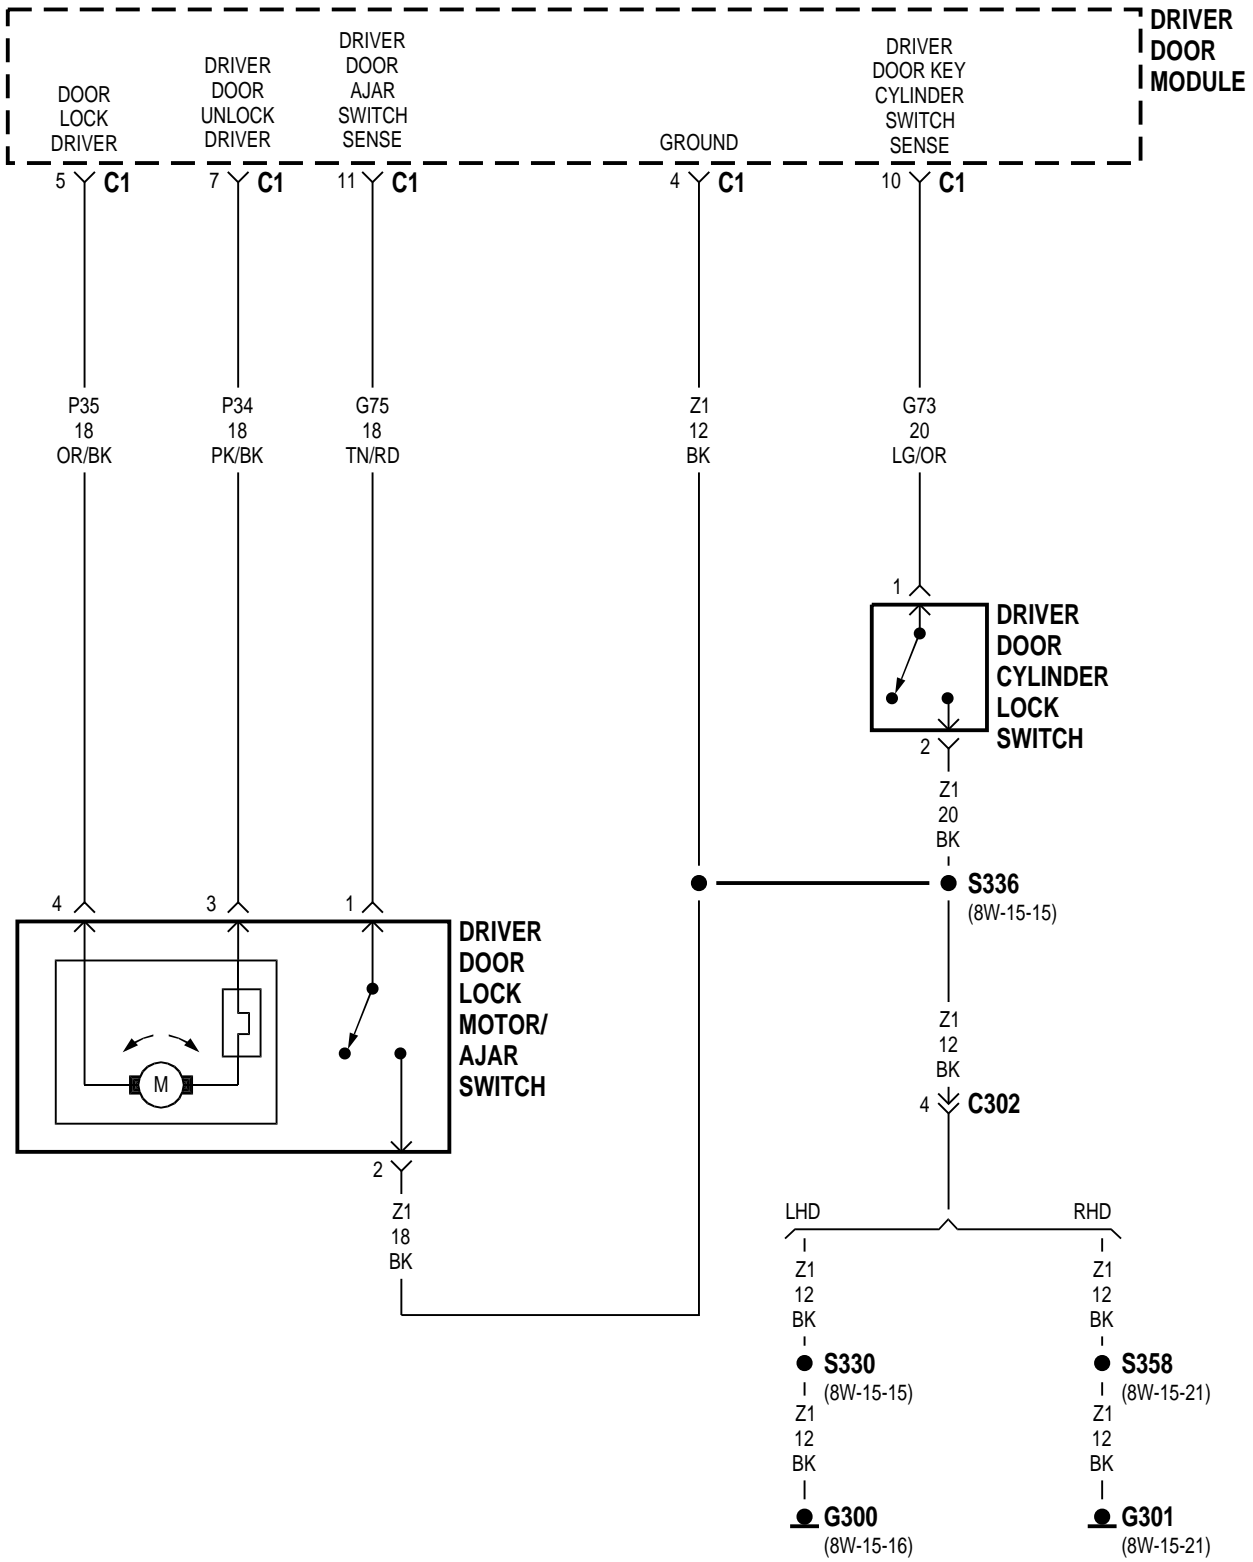 DRIVER
DOOR
MODULE
DOOR
LOCK
DRIVER
DRIVER
DOOR
UNLOCK
DRIVER
DRIVER
DOOR
AJAR
SWITCH
SENSE
GROUND
DRIVER
DOOR KEY
CYLINDER
SWITCH
SENSE
5 C1
7 C1
11 C1
4 C1
10 C1
P35
18
OR/BK
P34
18
PK/BK
G75
18
TN/RD
Z1
12
BK
G73
20
LG/OR
1
DRIVER
DOOR
CYLINDER
LOCK
SWITCH
2
Z1
20
BK
S336
(8W-15-15)
4
3
1
DRIVER
DOOR
LOCK
MOTOR/
AJAR
SWITCH
M
2
Z1
18
BK
Z1
12
BK
4 C302
LHD
RHD
Z1
12
BK
S330
(8W-15-15)
Z1
12
BK
G300
(8W-15-16)
Z1
12
BK
S358
(8W-15-21)
Z1
12
BK
G301
(8W-15-21)